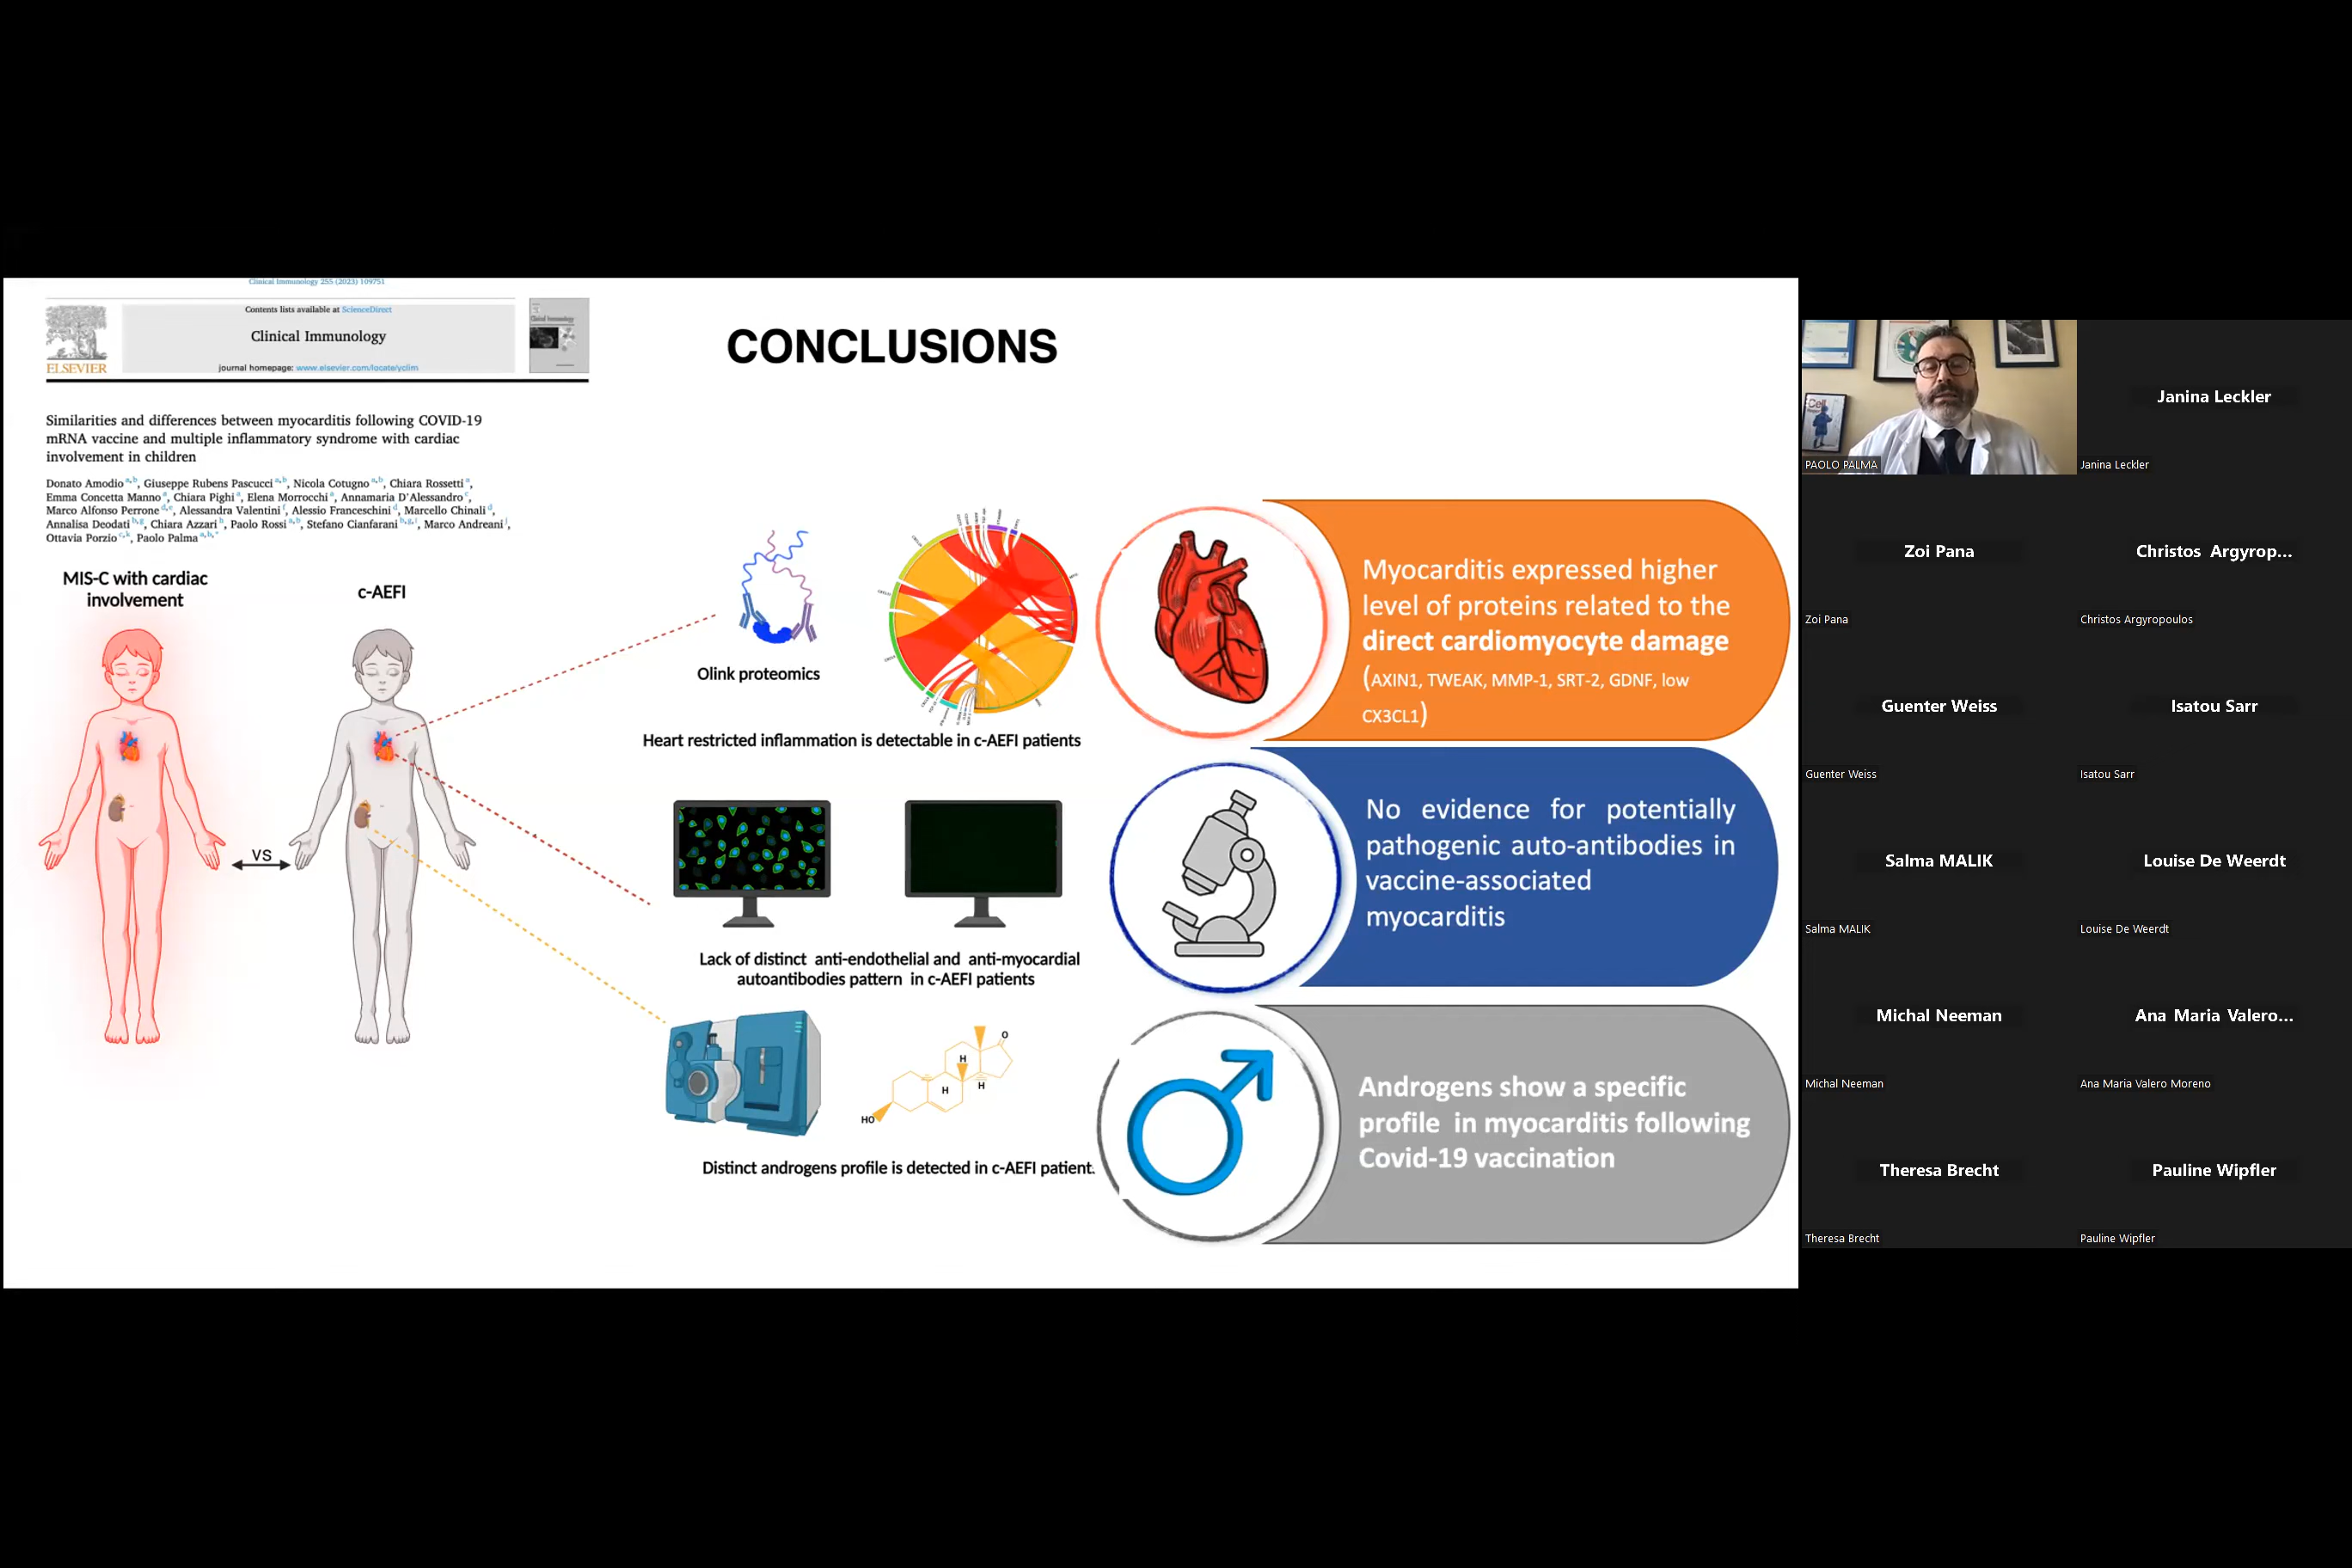 Clinical Immunology 255 (2023) 109751
Contents lists available at ScienceDirect
Clinical Immunology
journal homepage: www.elsevier.com/locate/yclim
ELSEVIER
CONCLUSIONS
Similarities and differences between myocarditis following COVID-19
mRNA vaccine and multiple inflammatory syndrome with cardiac
involvement in children
Donato Amodio a,b, Giuseppe Rubens Pascucci a,b, Nicola Cotugno a,b, Chiara Rossetti a,
Emma Concetta Manno a, Chiara Pighi a, Elena Morrocchi a, Annamaria D'Alessandro c,
Marco Alfonso Perrone d,e, Alessandra Valentini f, Alessio Franceschini d, Marcello Chinali d,
Annalisa Deodati b,g, Chiara Azzari h, Paolo Rossi a,b, Stefano Cianfarani b,g,i, Marco Andreani j,
Ottavia Porzio c,k, Paolo Palma a,b,*
MIS-C with cardiac
involvement
c-AEFI
VS
Olink proteomics
Heart restricted inflammation is detectable in c-AEFI patients
Lack of distinct anti-endothelial and anti-myocardial
autoantibodies pattern in c-AEFI patients
O
H
H
H
HO
Distinct androgens profile is detected in c-AEFI patient.
Myocarditis expressed higher
level of proteins related to the
direct cardiomyocyte damage
(AXIN1, TWEAK, MMP-1, SRT-2, GDNF, low
CX3CL1)
No evidence for potentially
pathogenic auto-antibodies in
vaccine-associated
myocarditis
Androgens show a specific
profile in myocarditis following
Covid-19 vaccination
Cell
PAOLO PALMA
Janina Leckler
Janina Leckler
Zoi Pana
Zoi Pana
Christos Argyrop...
Christos Argyropoulos
Guenter Weiss
Guenter Weiss
Isatou Sarr
Isatou Sarr
Salma MALIK
Salma MALIK
Louise De Weerdt
Louise De Weerdt
Michal Neeman
Michal Neeman
Ana Maria Valero...
Ana Maria Valero Moreno
Theresa Brecht
Theresa Brecht
Pauline Wipfler
Pauline Wipfler